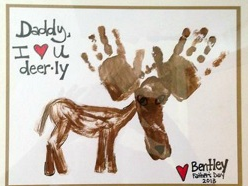 Daddy,
I ♥ U
deer·ly
♥ Bentley
Father's Day
2018